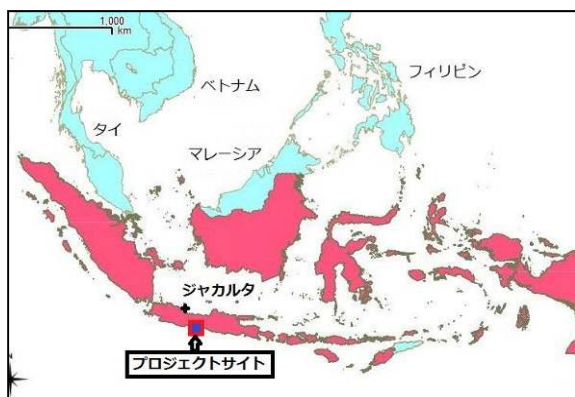 1,000
km
フィリピン
ベトナム
タイ
マレーシア
ジャカルタ
プロジェクトサイト